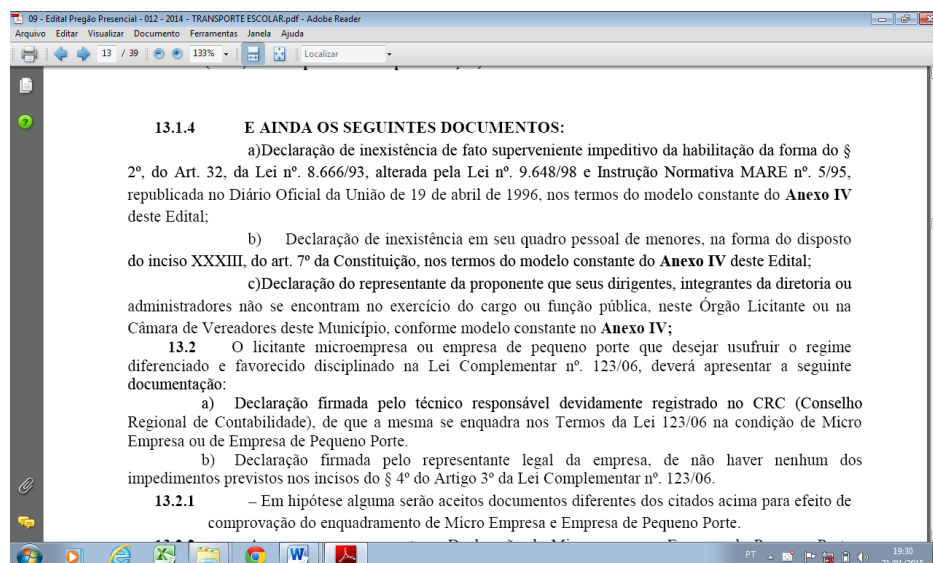 09 - Edital Pregão Presencial - 012 - 2014 - TRANSPORTE ESCOLAR.pdf - Adobe Reader
Arquivo Editar Visualizar Documento Ferramentas Janela Ajuda
13 / 39 133% Localizar
13.1.4 E AINDA OS SEGUINTES DOCUMENTOS:
a)Declaração de inexistência de fato superveniente impeditivo da habilitação da forma do §
2º, do Art. 32, da Lei nº. 8.666/93, alterada pela Lei nº. 9.648/98 e Instrução Normativa MARE nº. 5/95,
republicada no Diário Oficial da União de 19 de abril de 1996, nos termos do modelo constante do Anexo IV
deste Edital;
b) Declaração de inexistência em seu quadro pessoal de menores, na forma do disposto
do inciso XXXIII, do art. 7º da Constituição, nos termos do modelo constante do Anexo IV deste Edital;
c)Declaração do representante da proponente que seus dirigentes, integrantes da diretoria ou
administradores não se encontram no exercício do cargo ou função pública, neste Órgão Licitante ou na
Câmara de Vereadores deste Município, conforme modelo constante no Anexo IV;
13.2 O licitante microempresa ou empresa de pequeno porte que desejar usufruir o regime
diferenciado e favorecido disciplinado na Lei Complementar nº. 123/06, deverá apresentar a seguinte
documentação:
a) Declaração firmada pelo técnico responsável devidamente registrado no CRC (Conselho
Regional de Contabilidade), de que a mesma se enquadra nos Termos da Lei 123/06 na condição de Micro
Empresa ou de Empresa de Pequeno Porte.
b) Declaração firmada pelo representante legal da empresa, de não haver nenhum dos
impedimentos previstos nos incisos do § 4º do Artigo 3º da Lei Complementar nº. 123/06.
13.2.1 – Em hipótese alguma serão aceitos documentos diferentes dos citados acima para efeito de
comprovação do enquadramento de Micro Empresa e Empresa de Pequeno Porte.
PT 19:30
21/01/2015